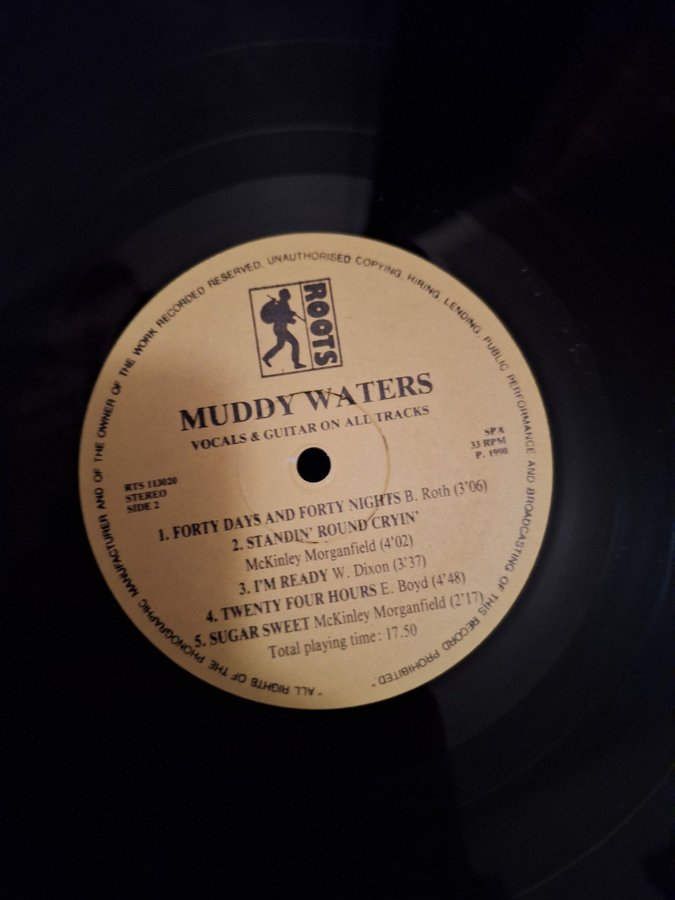 ROOTS
MUDDY WATERS
VOCALS & GUITAR ON ALL TRACKS
RTS 113020
STEREO
SIDE 2
33 RPM
P. 1990
1. FORTY DAYS AND FORTY NIGHTS B. Roth (3'06)
2. STANDIN' ROUND CRYIN'
McKinley Morganfield (4'02)
3. I'M READY W. Dixon (3'37)
4. TWENTY FOUR HOURS E. Boyd (4'48)
5. SUGAR SWEET McKinley Morganfield (2'17)
Total playing time: 17.50
"ALL RIGHTS OF THE PHONOGRAPHIC MANUFACTURER AND OF THE OWNER OF THE WORK RECORDED RESERVED. UNAUTHORISED COPYING, HIRING, LENDING, PUBLIC PERFORMANCE AND BROADCASTING OF THIS RECORD PROHIBITED."